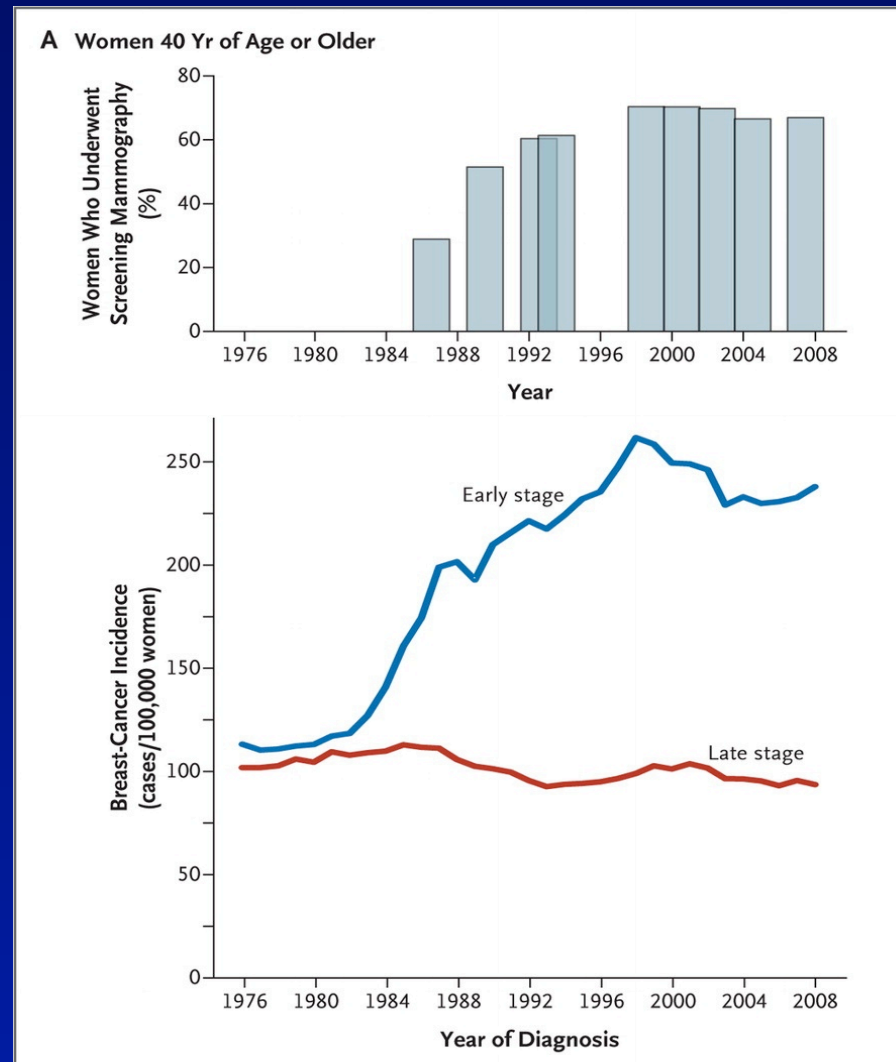 A Women 40 Yr of Age or Older
Women Who Underwent
Screening Mammography
(%)
80
60
40
20
0
1976 1980 1984 1988 1992 1996 2000 2004 2008
Year
Breast-Cancer Incidence
(cases/100,000 women)
250
200
150
100
50
0
Early stage
Late stage
1976 1980 1984 1988 1992 1996 2000 2004 2008
Year of Diagnosis